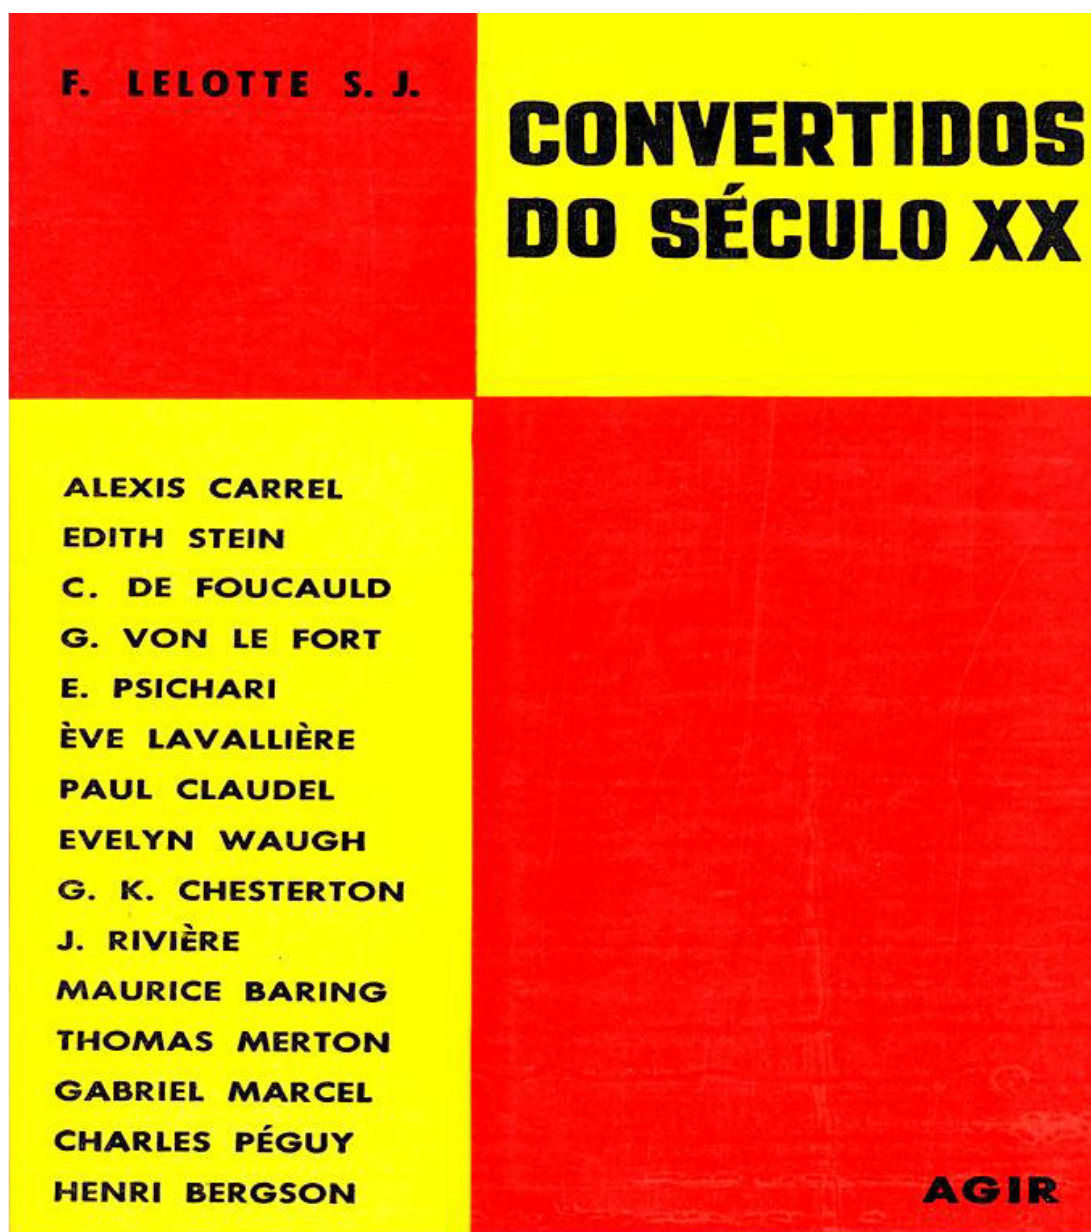 F. LELOTTE S. J.
CONVERTIDOS
DO SÉCULO XX
ALEXIS CARREL
EDITH STEIN
C. DE FOUCAULD
G. VON LE FORT
E. PSICHARI
ÈVE LAVALLIÈRE
PAUL CLAUDEL
EVELYN WAUGH
G. K. CHESTERTON
J. RIVIÈRE
MAURICE BARING
THOMAS MERTON
GABRIEL MARCEL
CHARLES PÉGUY
HENRI BERGSON
AGIR